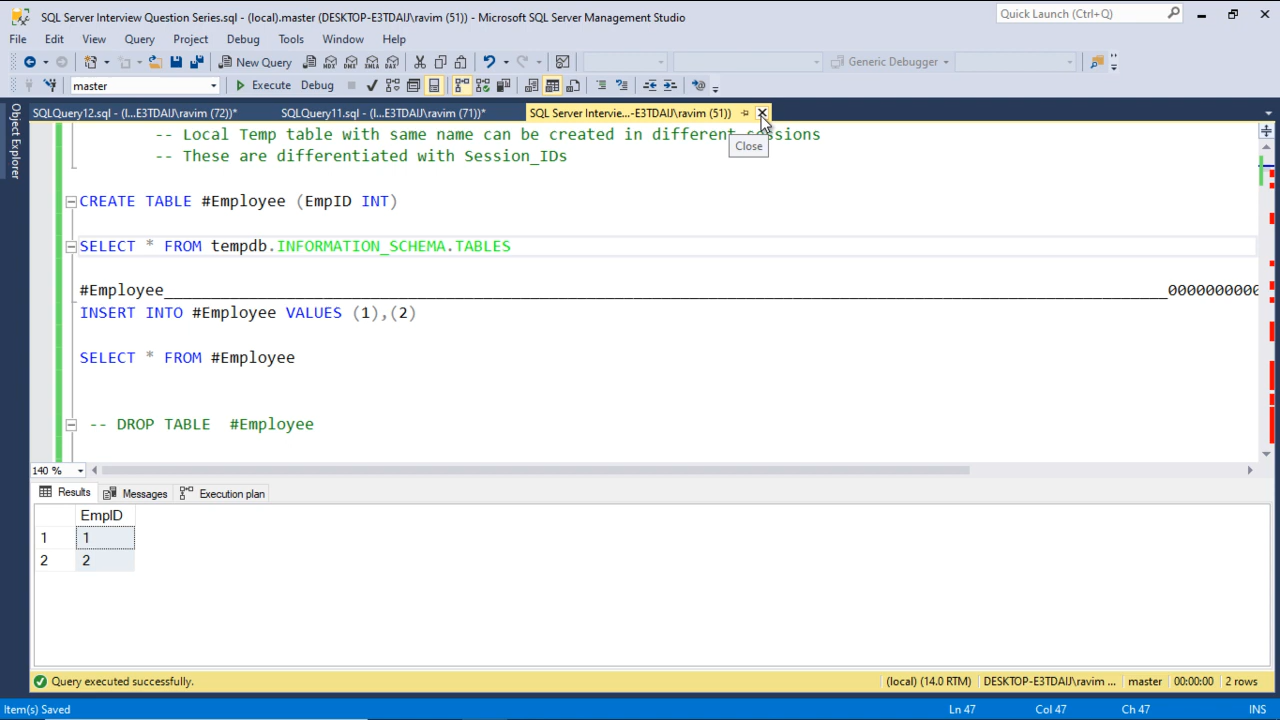 SQL Server Interview Question Series.sql - (local).master (DESKTOP-E3TDAIJ\ravim (51)) - Microsoft SQL Server Management Studio
Quick Launch (Ctrl+Q)
File Edit View Query Project Debug Tools Window Help
New Query
Generic Debugger
master
Execute Debug
SQLQuery12.sql - (l...E3TDAIJ\ravim (72))*
SQLQuery11.sql - (l...E3TDAIJ\ravim (71))*
SQL Server Intervie...-E3TDAIJ\ravim (51))
Close
Object Explorer
-- Local Temp table with same name can be created in different sessions
-- These are differentiated with Session_IDs
CREATE TABLE #Employee (EmpID INT)
SELECT * FROM tempdb.INFORMATION_SCHEMA.TABLES
#Employee___________________________________________________________________________________________________________0000000000
INSERT INTO #Employee VALUES (1),(2)
SELECT * FROM #Employee
-- DROP TABLE #Employee
140 %
Results Messages Execution plan
EmpID
1 1
2 2
Query executed successfully.
(local) (14.0 RTM) DESKTOP-E3TDAIJ\ravim ... master 00:00:00 2 rows
Item(s) Saved
Ln 47 Col 47 Ch 47 INS